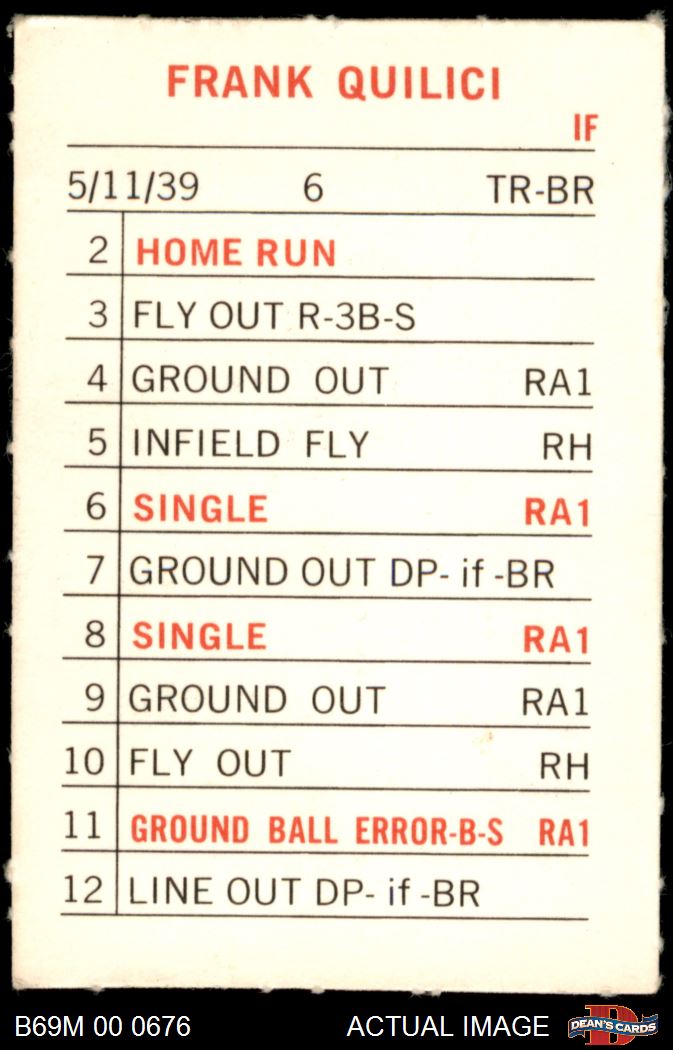 FRANK QUILICI
IF
5/11/39 6 TR-BR
2 HOME RUN
3 FLY OUT R-3B-S
4 GROUND OUT RA1
5 INFIELD FLY RH
6 SINGLE RA1
7 GROUND OUT DP- if -BR
8 SINGLE RA1
9 GROUND OUT RA1
10 FLY OUT RH
11 GROUND BALL ERROR-B-S RA1
12 LINE OUT DP- if -BR
B69M 00 0676 ACTUAL IMAGE D DEAN'S CARDS